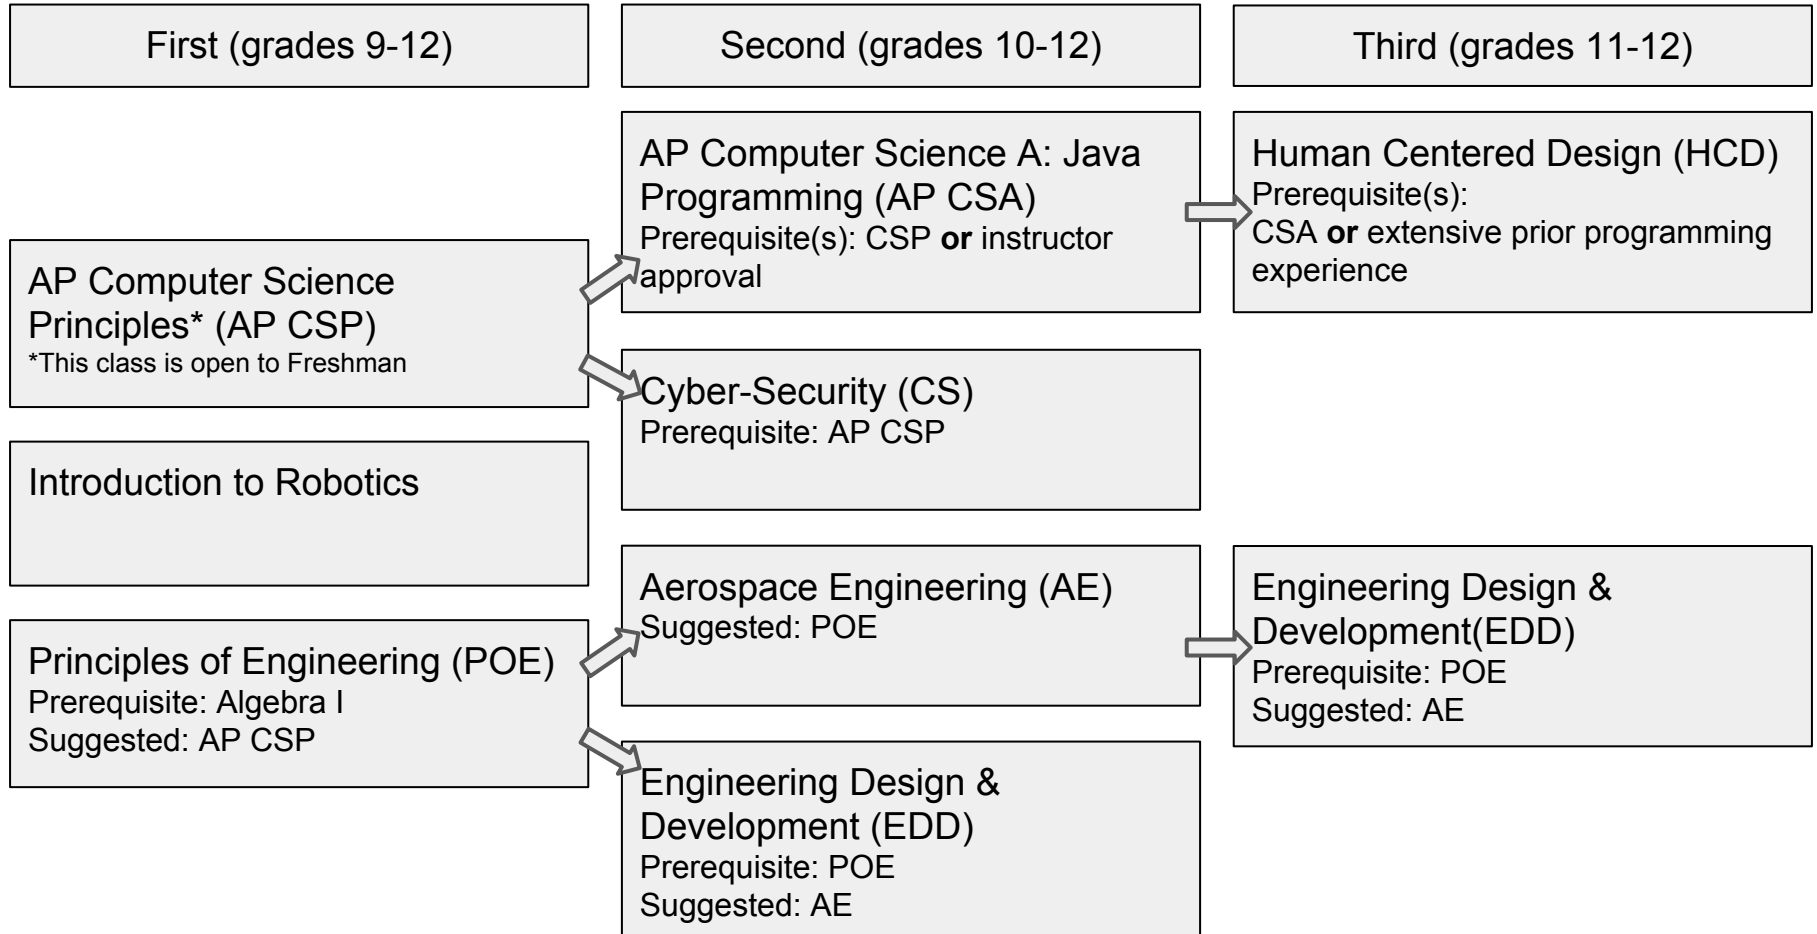 First (grades 9-12)
Second (grades 10-12)
Third (grades 11-12)
AP Computer Science
Principles* (AP CSP)
*This class is open to Freshman
Introduction to Robotics
Principles of Engineering (POE)
Prerequisite: Algebra I
Suggested: AP CSP
AP Computer Science A: Java
Programming (AP CSA)
Prerequisite(s): CSP or instructor
approval
Cyber-Security (CS)
Prerequisite: AP CSP
Aerospace Engineering (AE)
Suggested: POE
Engineering Design &
Development (EDD)
Prerequisite: POE
Suggested: AE
Human Centered Design (HCD)
Prerequisite(s):
CSA or extensive prior programming
experience
Engineering Design &
Development(EDD)
Prerequisite: POE
Suggested: AE